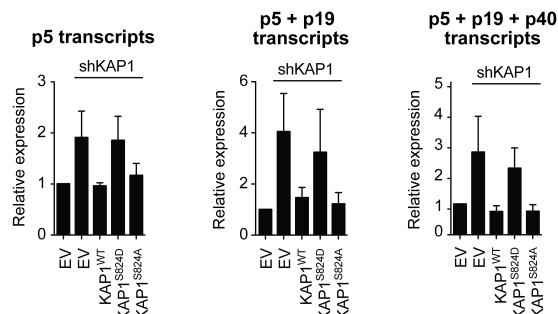 p5 transcripts
shKAP1
Relative expression
3
2
1
0
EV
EV
KAP1WT
KAP1S824D
KAP1S824A
p5 + p19
transcripts
shKAP1
Relative expression
6
4
2
0
EV
EV
KAP1WT
KAP1S824D
KAP1S824A
p5 + p19 + p40
transcripts
shKAP1
Relative expression
5
4
3
2
1
0
EV
EV
KAP1WT
KAP1S824D
KAP1S824A